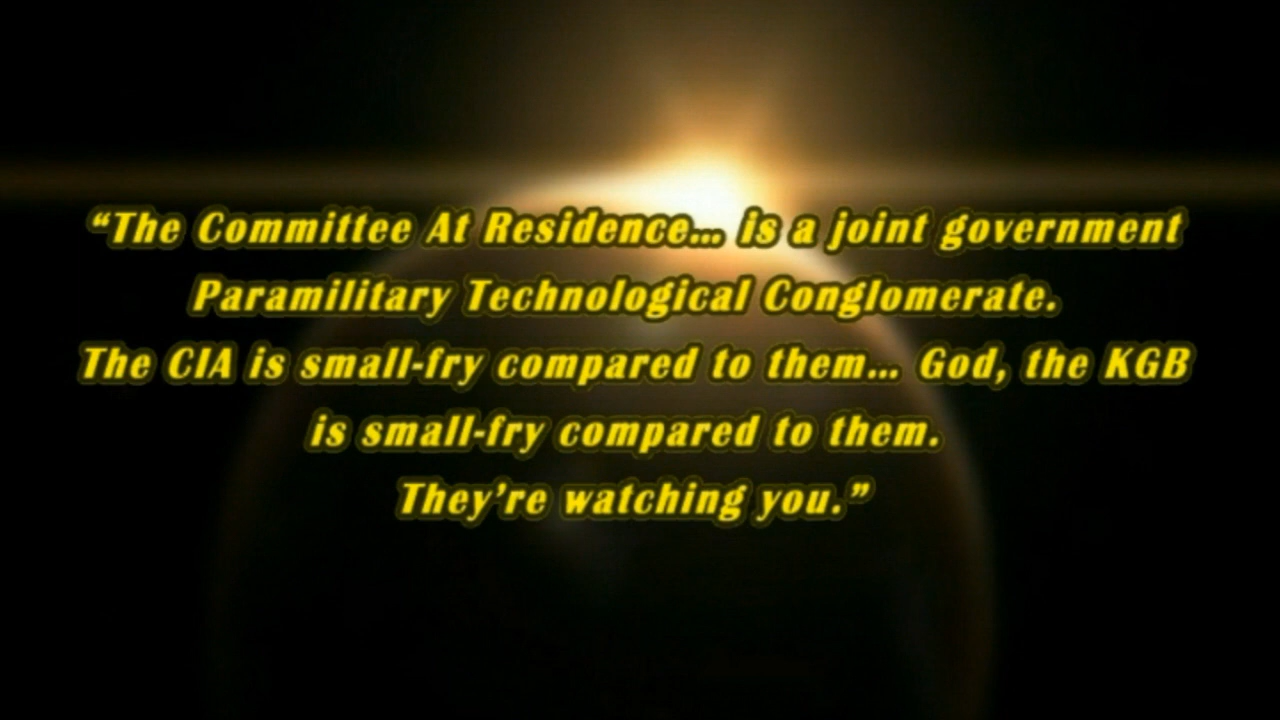 “The Committee At Residence... is a joint government
Paramilitary Technological Conglomerate.
The CIA is small-fry compared to them... God, the KGB
is small-fry compared to them.
They’re watching you.”